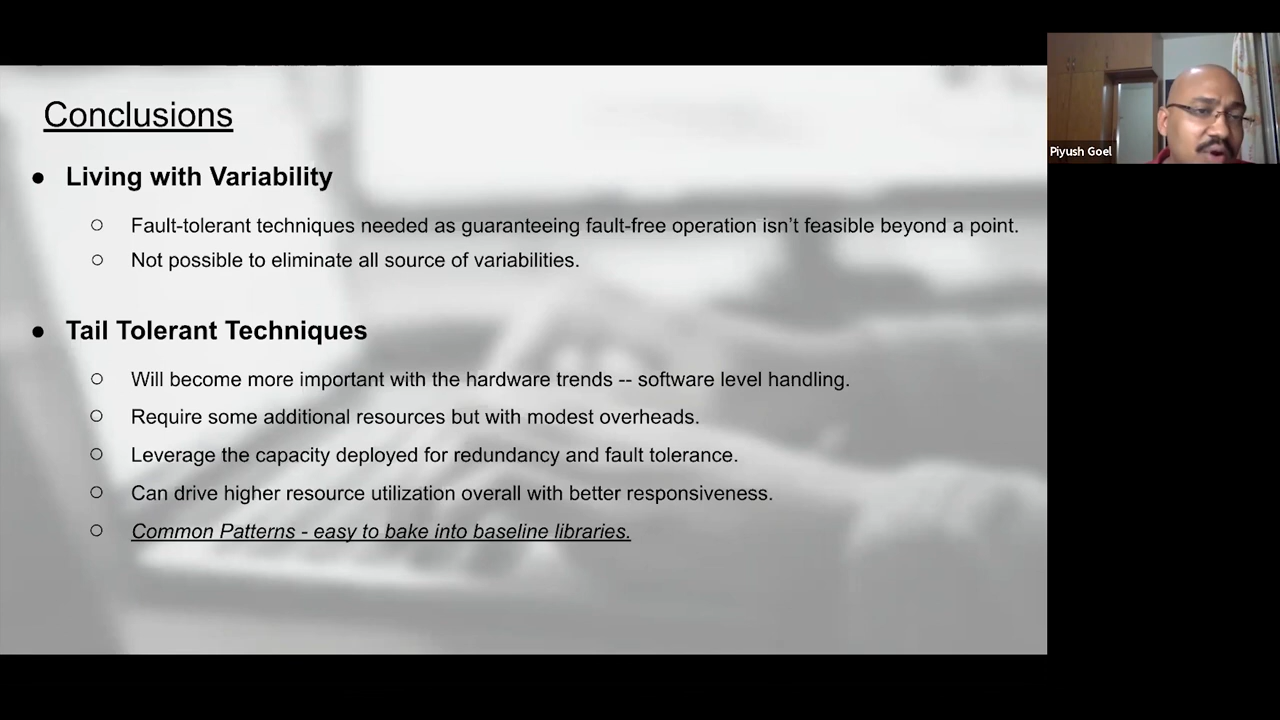 Conclusions
● Living with Variability
○ Fault-tolerant techniques needed as guaranteeing fault-free operation isn’t feasible beyond a point.
○ Not possible to eliminate all source of variabilities.
● Tail Tolerant Techniques
○ Will become more important with the hardware trends -- software level handling.
○ Require some additional resources but with modest overheads.
○ Leverage the capacity deployed for redundancy and fault tolerance.
○ Can drive higher resource utilization overall with better responsiveness.
○ Common Patterns - easy to bake into baseline libraries.
Piyush Goel